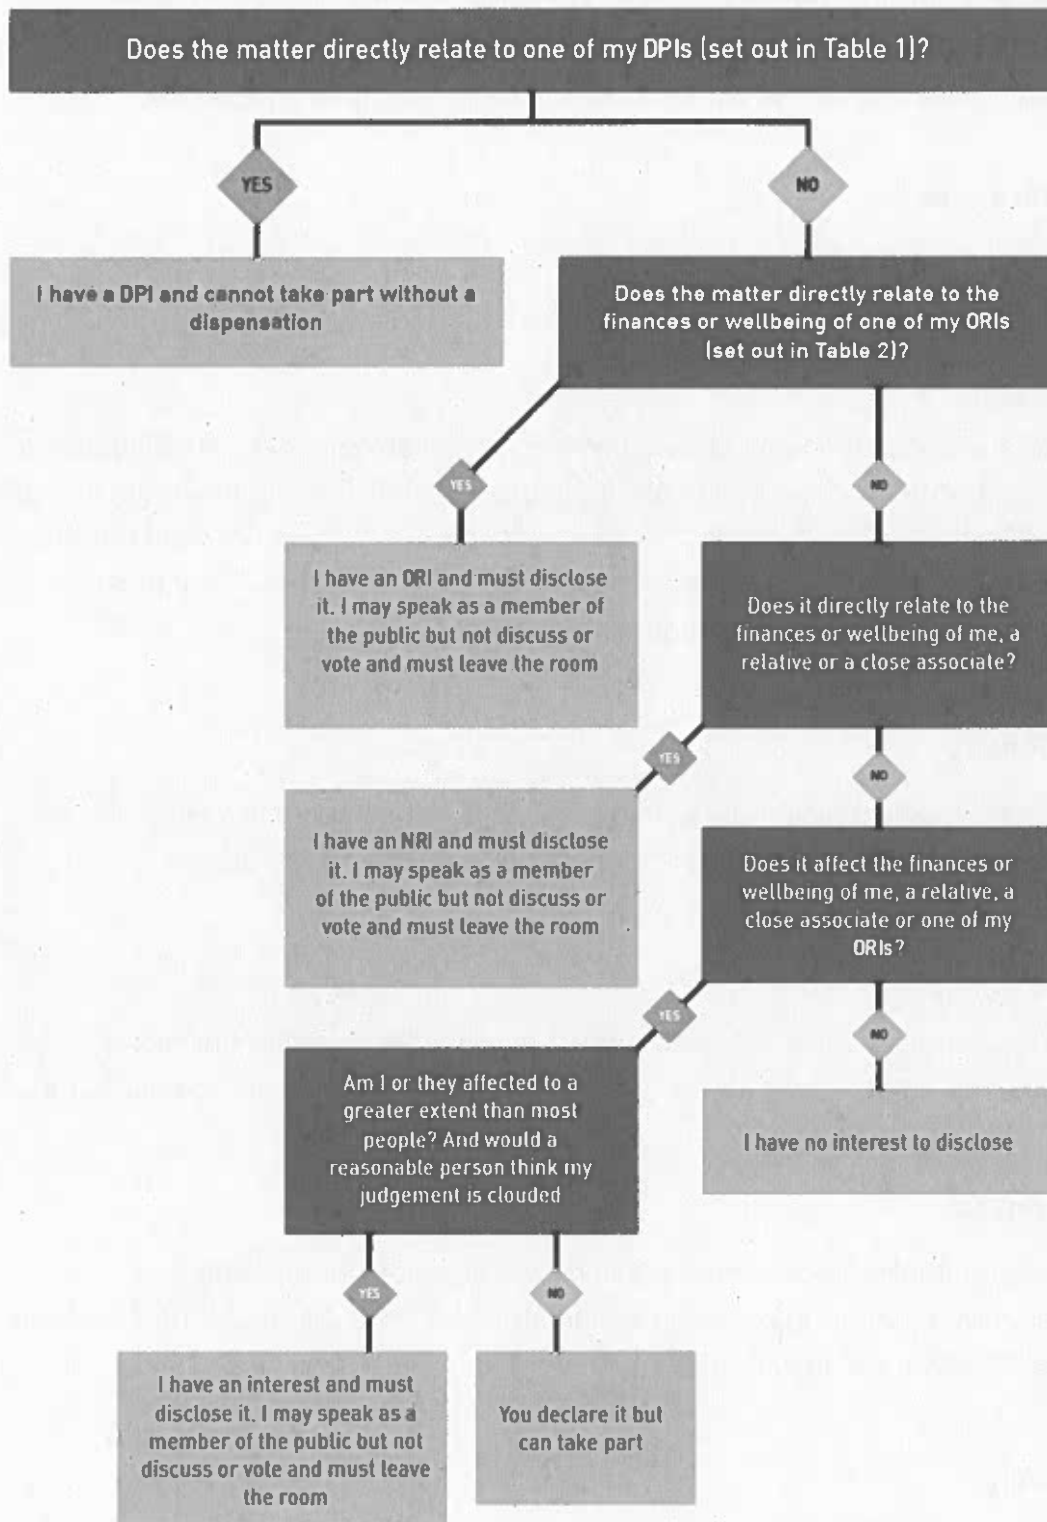 Does the matter directly relate to one of my DPIs (set out in Table 1)?
YES
NO
I have a DPI and cannot take part without a
dispensation
Does the matter directly relate to the
finances or wellbeing of one of my ORIs
(set out in Table 2)?
YES
NO
I have an ORI and must disclose
it. I may speak as a member of
the public but not discuss or
vote and must leave the room
Does it directly relate to the
finances or wellbeing of me, a
relative or a close associate?
YES
NO
I have an NRI and must disclose
it. I may speak as a member
of the public but not discuss or
vote and must leave the room
Does it affect the finances or
wellbeing of me, a relative, a
close associate or one of my
ORIs?
YES
NO
Am I or they affected to a
greater extent than most
people? And would a
reasonable person think my
judgement is clouded
I have no interest to disclose
YES
NO
I have an interest and must
disclose it. I may speak as a
member of the public but not
discuss or vote and must leave
the room
You declare it but
can take part